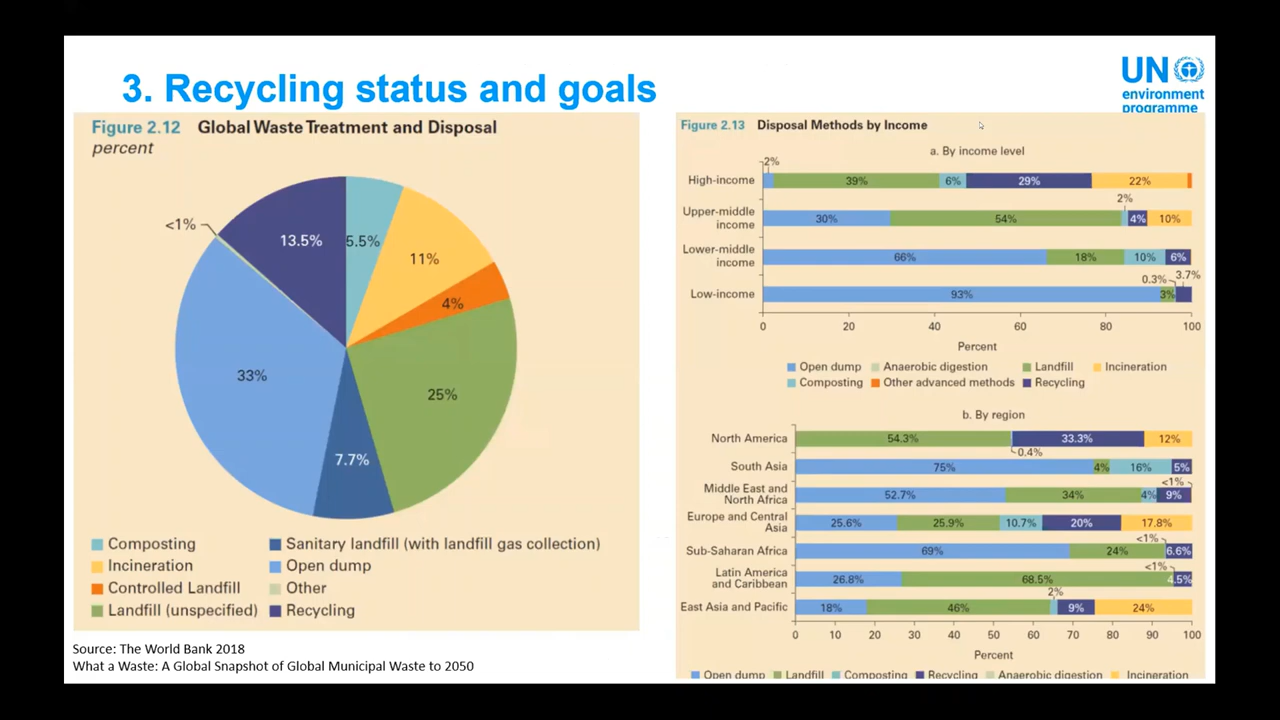 3. Recycling status and goals
UN
environment
programme
Figure 2.12 Global Waste Treatment and Disposal
percent
<1%
13.5%
5.5%
11%
4%
33%
25%
7.7%
Composting
Sanitary landfill (with landfill gas collection)
Incineration
Open dump
Controlled Landfill
Other
Landfill (unspecified)
Recycling
Source: The World Bank 2018
What a Waste: A Global Snapshot of Global Municipal Waste to 2050
Figure 2.13 Disposal Methods by Income
a. By income level
2%
High-income 39% 6% 29% 22%
2%
Upper-middle
income
30% 54% 4% 10%
Lower-middle
income
66% 18% 10% 6%
0.3% 3.7%
Low-income 93% 3%
0 20 40 60 80 100
Percent
Open dump Anaerobic digestion Landfill Incineration
Composting Other advanced methods Recycling
b. By region
North America 54.3% 33.3% 12%
0.4%
South Asia 75% 4% 16% 5%
<1%
Middle East and
North Africa
52.7% 34% 4% 9%
Europe and Central
Asia
25.6% 25.9% 10.7% 20% 17.8%
<1%
Sub-Saharan Africa 69% 24% 6.6%
<1%
Latin America
and Caribbean
26.8% 68.5% 4.5%
2%
East Asia and Pacific 18% 46% 9% 24%
0 10 20 30 40 50 60 70 80 90 100
Percent
Open dump Landfill Composting Recycling Anaerobic digestion Incineration